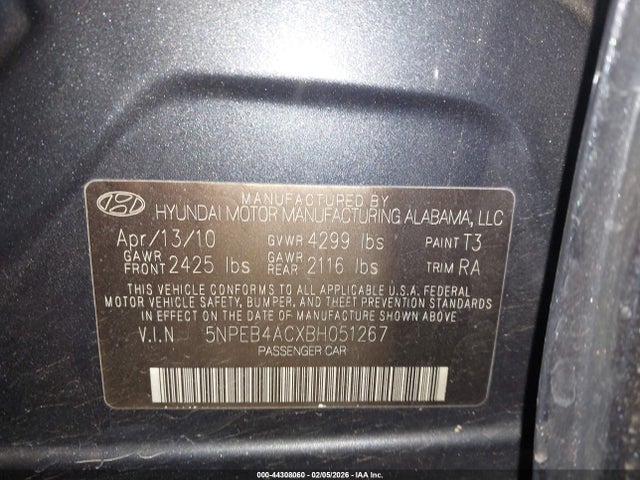 MANUFACTURED BY
HYUNDAI MOTOR MANUFACTURING ALABAMA, LLC
Apr/13/10 GVWR 4299 lbs PAINT T3
GAWR FRONT 2425 lbs GAWR REAR 2116 lbs TRIM RA
THIS VEHICLE CONFORMS TO ALL APPLICABLE U.S.A. FEDERAL
MOTOR VEHICLE SAFETY, BUMPER, AND THEFT PREVENTION STANDARDS
IN EFFECT ON THE DATE OF MANUFACTURE SHOWN ABOVE.
V.I.N 5NPEB4ACXBH051267
PASSENGER CAR
000-44308060 - 02/05/2026 - IAA Inc.